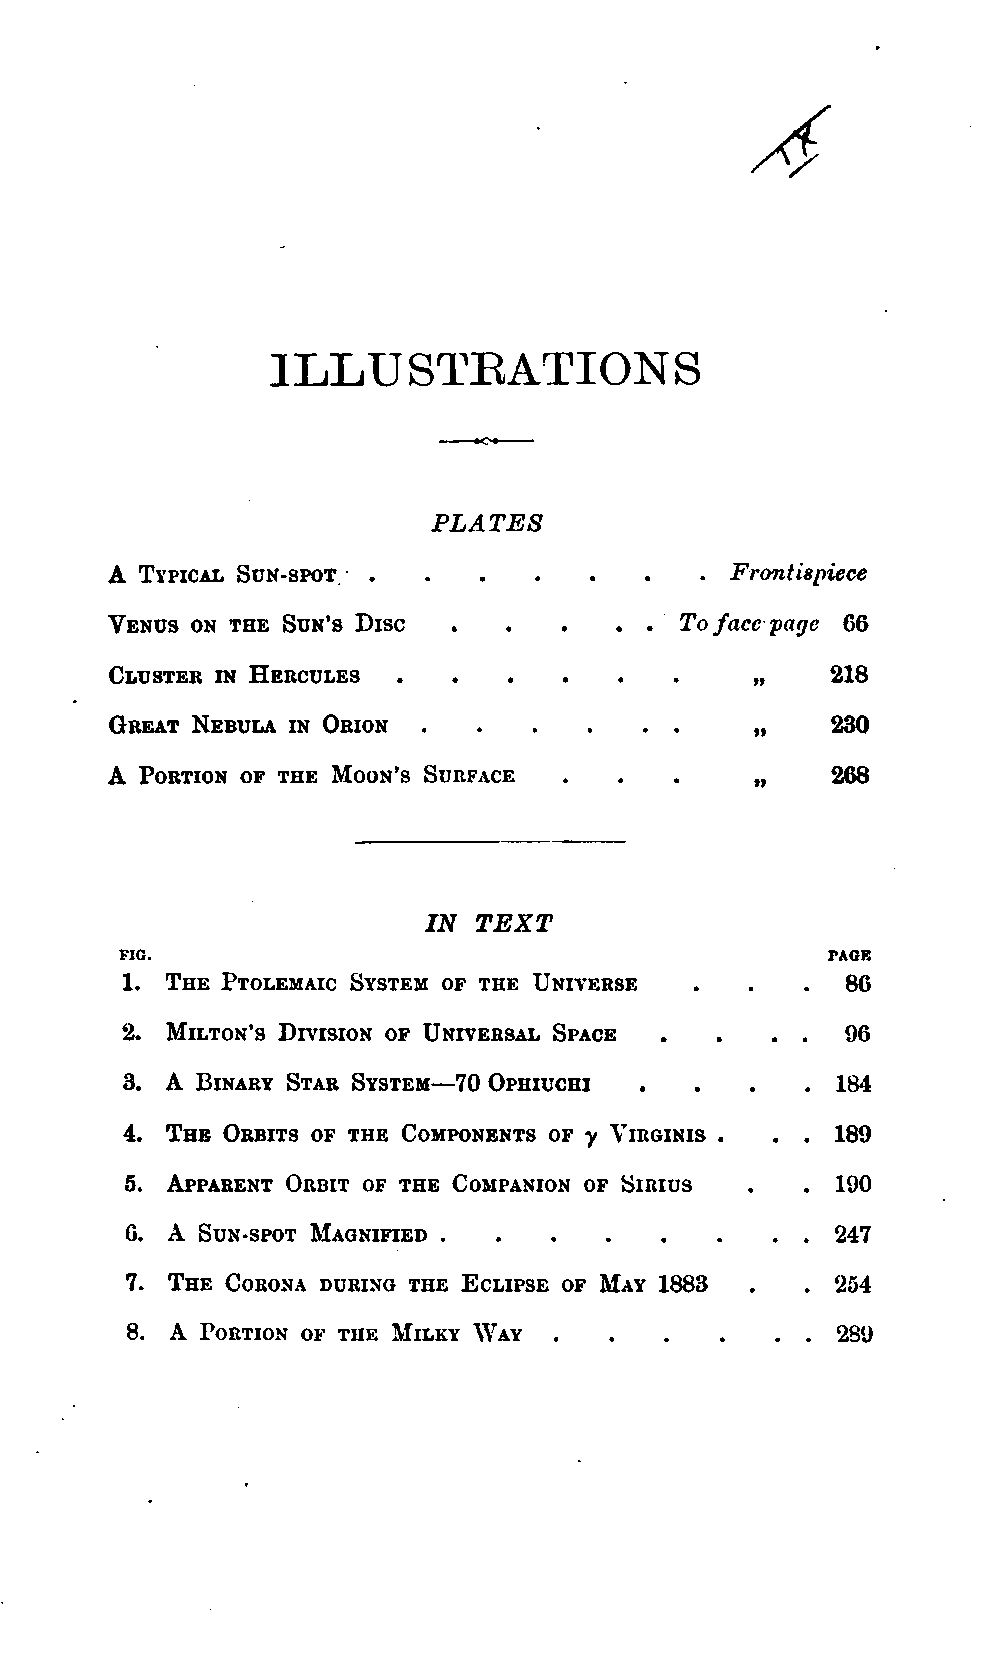 ILLUSTRATIONS
PLATES
A Typical Sun-spot . . . . . . . Frontispiece
Venus on the Sun's Disc . . . . . To face page 66
Cluster in Hercules . . . . . . „ 218
Great Nebula in Orion . . . . . . „ 230
A Portion of the Moon's Surface . . . „ 268
IN TEXT
FIG. PAGE
1. The Ptolemaic System of the Universe . . . 86
2. Milton's Division of Universal Space . . . . 96
3. A Binary Star System—70 Ophiuchi . . . . 184
4. The Orbits of the Components of γ Virginis . . . 189
5. Apparent Orbit of the Companion of Sirius . . 190
6. A Sun-spot Magnified . . . . . . . . 247
7. The Corona during the Eclipse of May 1883 . . 254
8. A Portion of the Milky Way . . . . . . 289